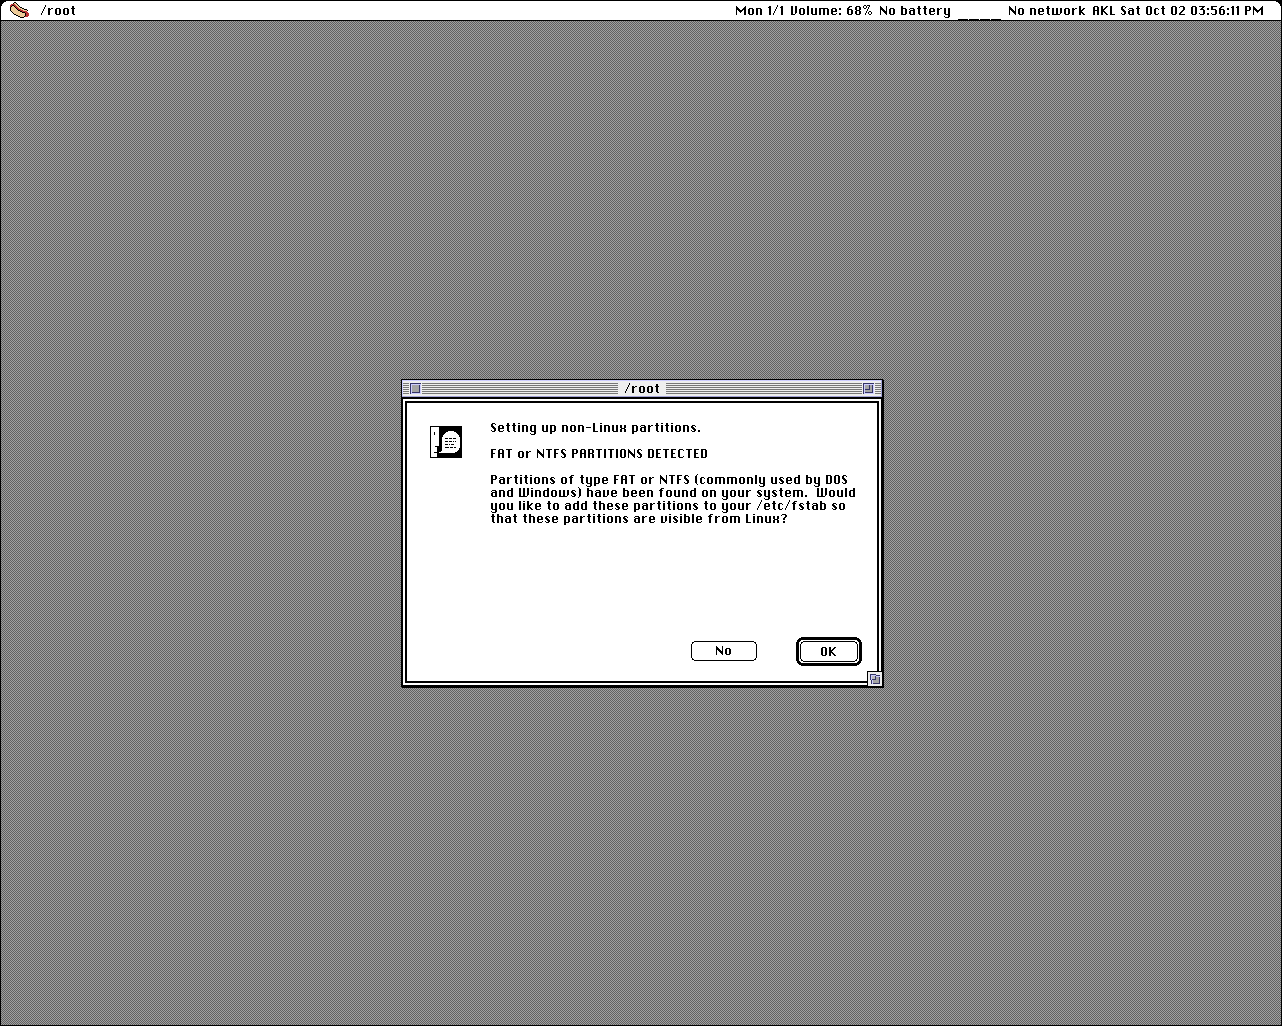 /root
Mon 1/1 Volume: 68% No battery ____ No network AKL Sat Oct 02 03:56:11 PM
/root
Setting up non-Linux partitions.
FAT or NTFS PARTITIONS DETECTED
Partitions of type FAT or NTFS (commonly used by DOS
and Windows) have been found on your system.  Would
you like to add these partitions to your /etc/fstab so
that these partitions are visible from Linux?
No
OK